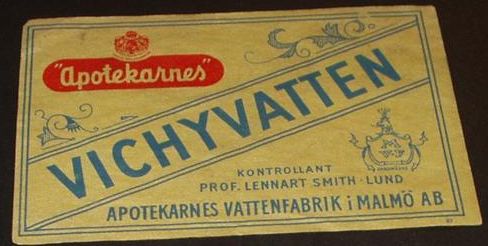 "Apotekarnes"
VICHYVATTEN
KONTROLLANT
PROF. LENNART SMITH · LUND
APOTEKARNES VATTENFABRIK i MALMÖ AB